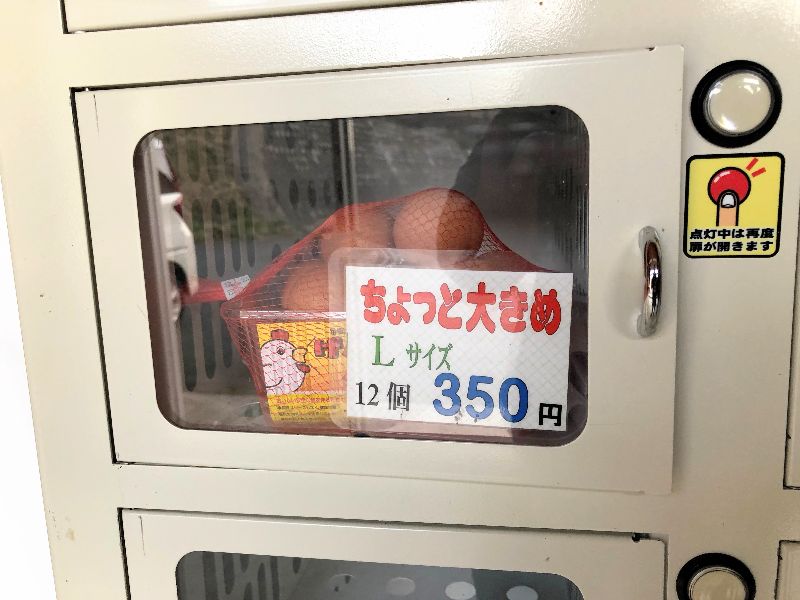 ちょっと大きめ
Lサイズ
12個 350円
点灯中は再度
扉が開きます